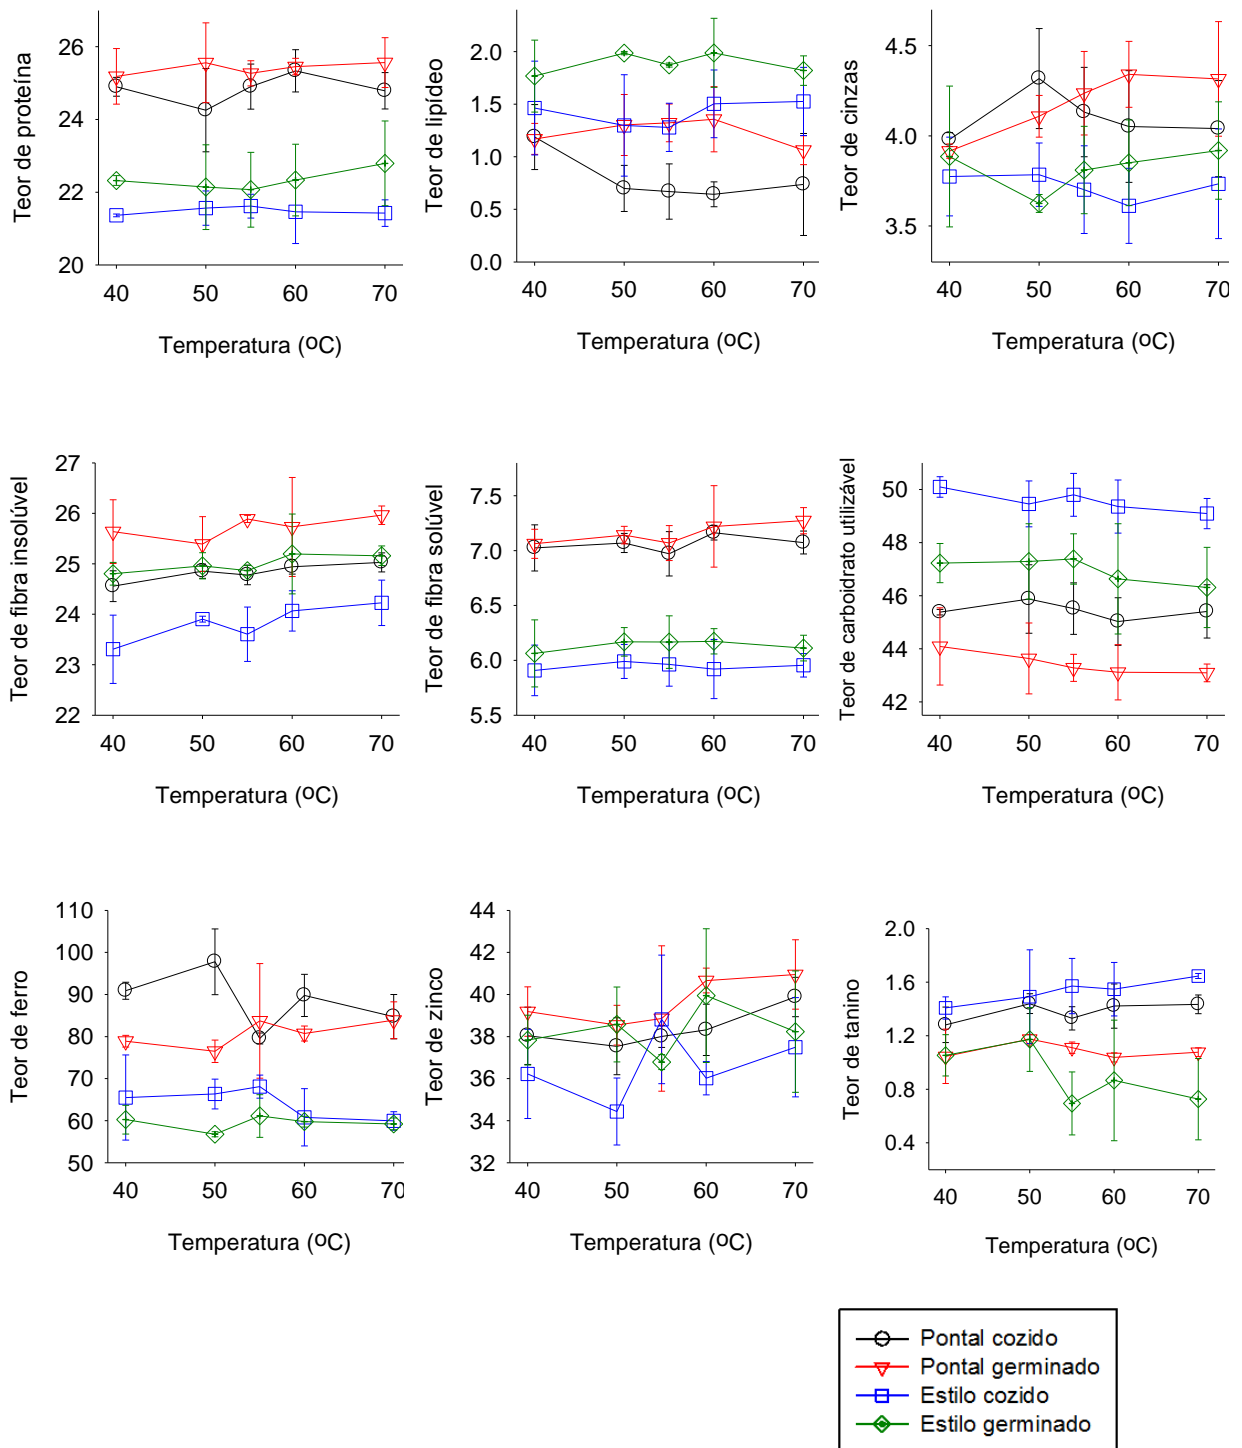 Teor de proteína
26
24
22
20
40 50 60 70
Temperatura (ºC)
Teor de lipídeo
2.0
1.5
1.0
0.5
0.0
40 50 60 70
Temperatura (ºC)
Teor de cinzas
4.5
4.0
3.5
40 50 60 70
Temperatura (ºC)
Teor de fibra insolúvel
27
26
25
24
23
22
40 50 60 70
Temperatura (ºC)
Teor de fibra solúvel
7.5
7.0
6.5
6.0
5.5
40 50 60 70
Temperatura (ºC)
Teor de carboidrato utilizável
50
48
46
44
42
40 50 60 70
Temperatura (ºC)
Teor de ferro
110
100
90
80
70
60
50
40 50 60 70
Temperatura (ºC)
Teor de zinco
44
42
40
38
36
34
32
40 50 60 70
Temperatura (ºC)
Teor de tanino
2.0
1.6
1.2
0.8
0.4
40 50 60 70
Temperatura (ºC)
Pontal cozido
Pontal germinado
Estilo cozido
Estilo germinado